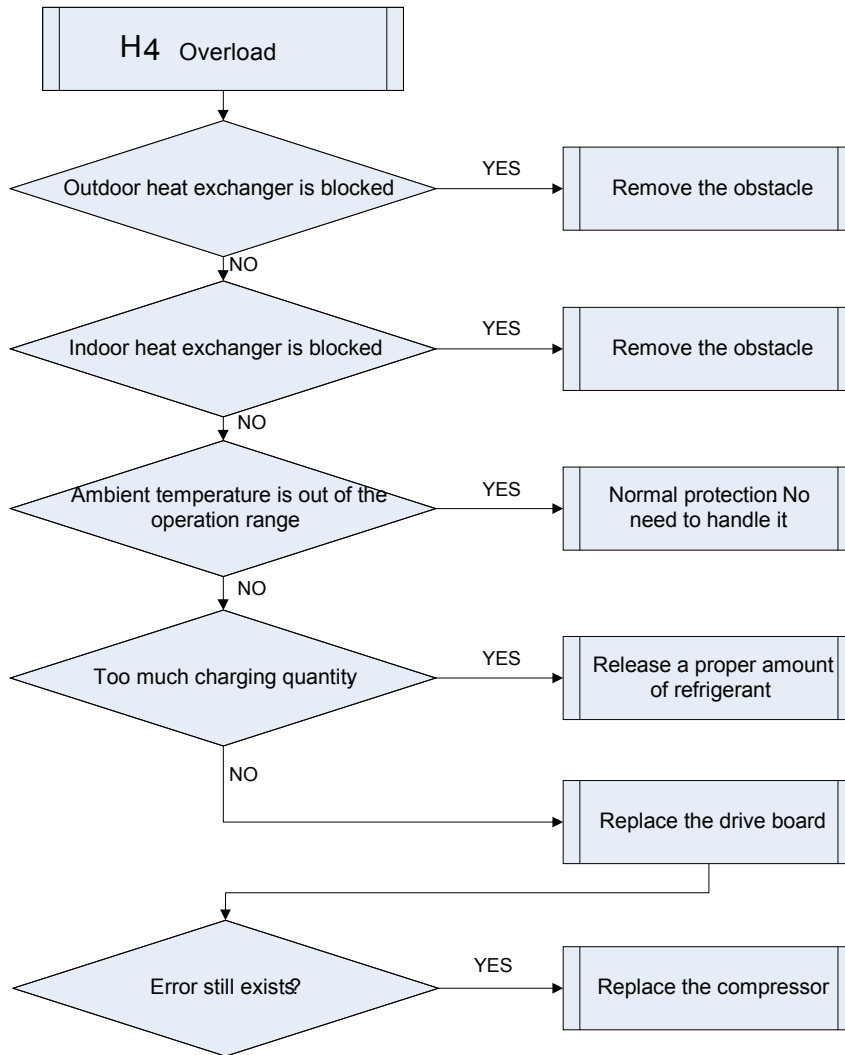 H4 Overload
Outdoor heat exchanger is blocked
YES
Remove the obstacle
NO
Indoor heat exchanger is blocked
YES
Remove the obstacle
NO
Ambient temperature is out of the
operation range
YES
Normal protection No
need to handle it
NO
Too much charging quantity
YES
Release a proper amount
of refrigerant
NO
Replace the drive board
Error still exists?
YES
Replace the compressor